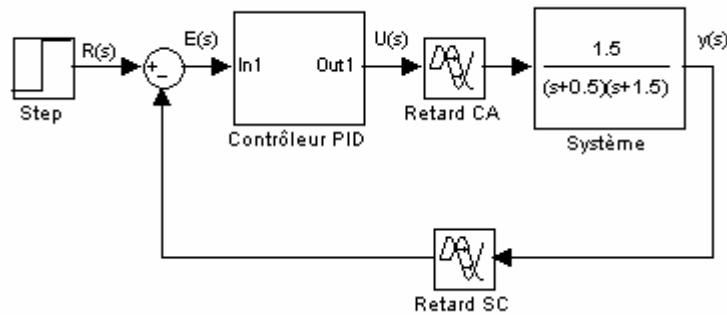 R(s)
E(s)
U(s)
y(s)
Step
+
−
In1
Out1
Contrôleur PID
Retard CA
1.5
(s+0.5)(s+1.5)
Système
Retard SC